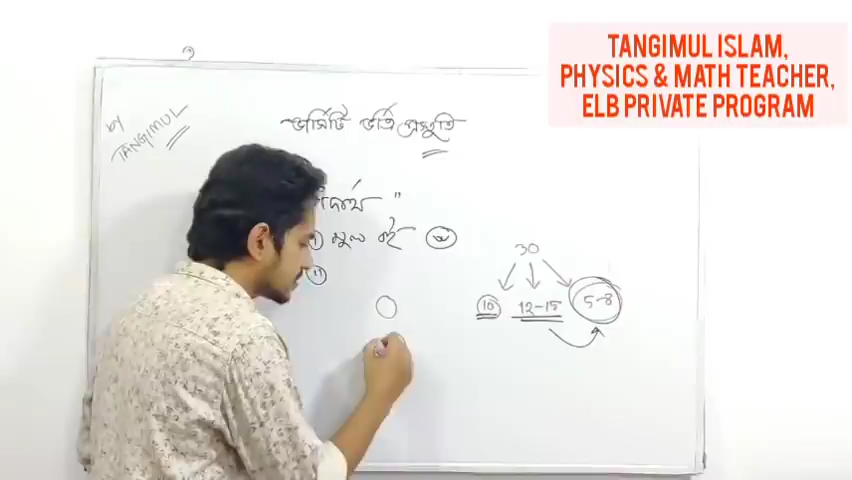 TANGIMUL ISLAM,
PHYSICS & MATH TEACHER,
ELB PRIVATE PROGRAM
by
TANGIMUL
ভার্সিটি ভর্তি প্রস্তুতি
"
মূল বই
30
10 12-15 5-8